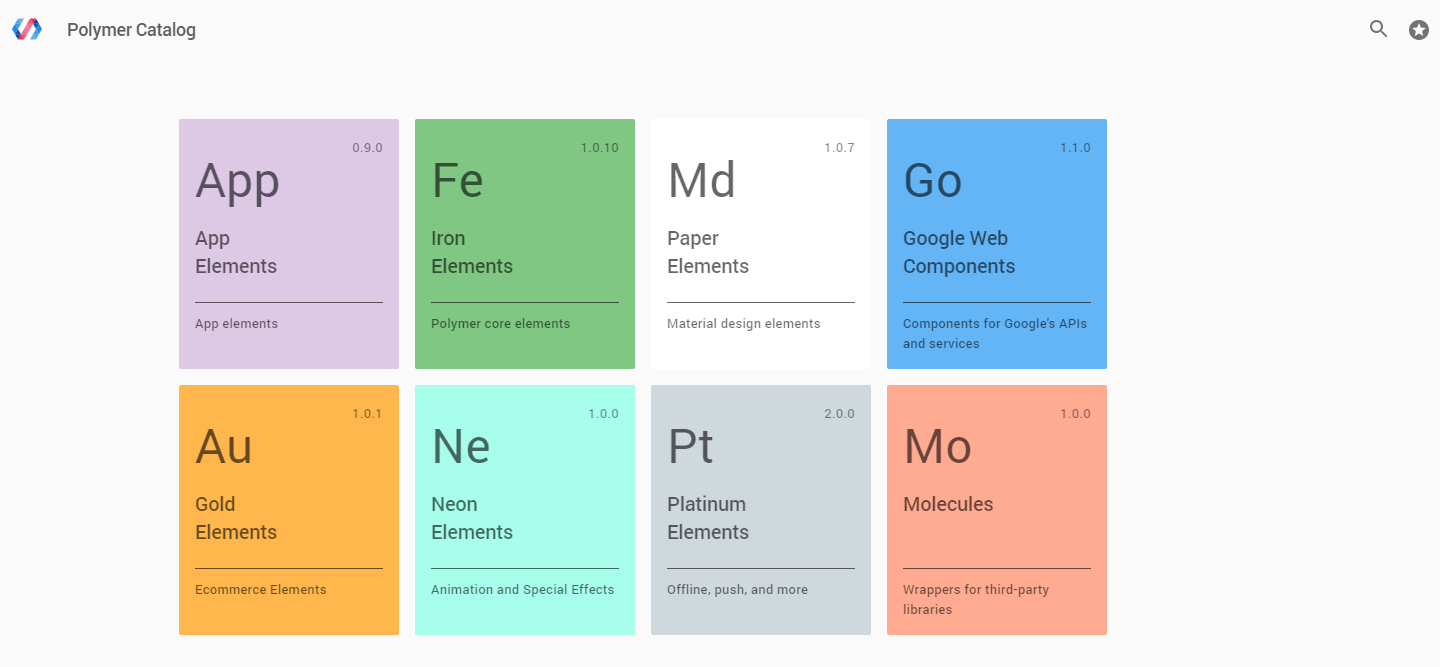 Polymer Catalog
0.9.0
App
App
Elements
App elements
1.0.10
Fe
Iron
Elements
Polymer core elements
1.0.7
Md
Paper
Elements
Material design elements
1.1.0
Go
Google Web
Components
Components for Google's APIs
and services
1.0.1
Au
Gold
Elements
Ecommerce Elements
1.0.0
Ne
Neon
Elements
Animation and Special Effects
2.0.0
Pt
Platinum
Elements
Offline, push, and more
1.0.0
Mo
Molecules
Wrappers for third-party
libraries